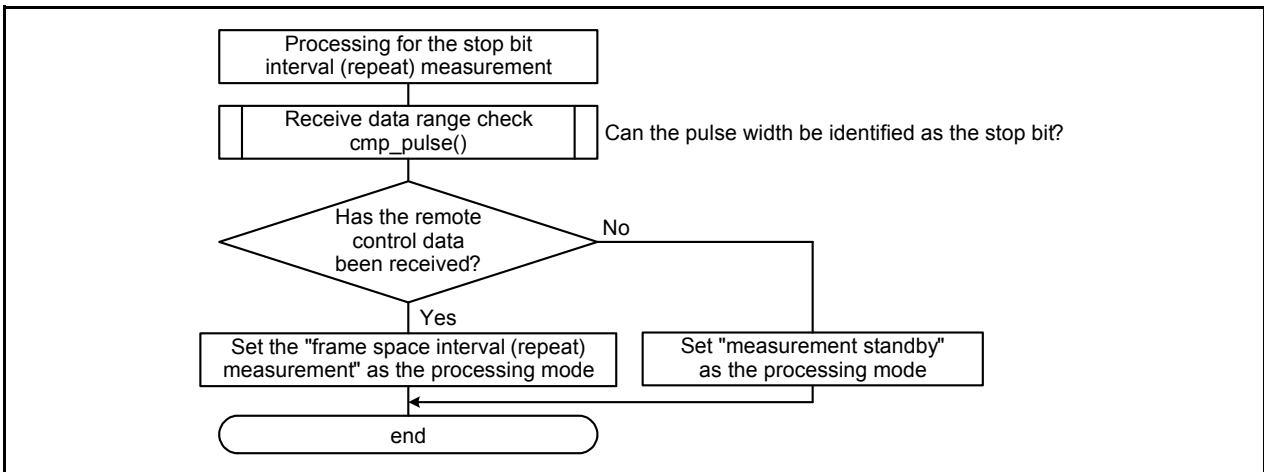 Processing for the stop bit
interval (repeat) measurement
Receive data range check
cmp_pulse()
Can the pulse width be identified as the stop bit?
Has the remote
control data
been received?
No
Yes
Set the "frame space interval (repeat)
measurement" as the processing mode
Set "measurement standby"
as the processing mode
end